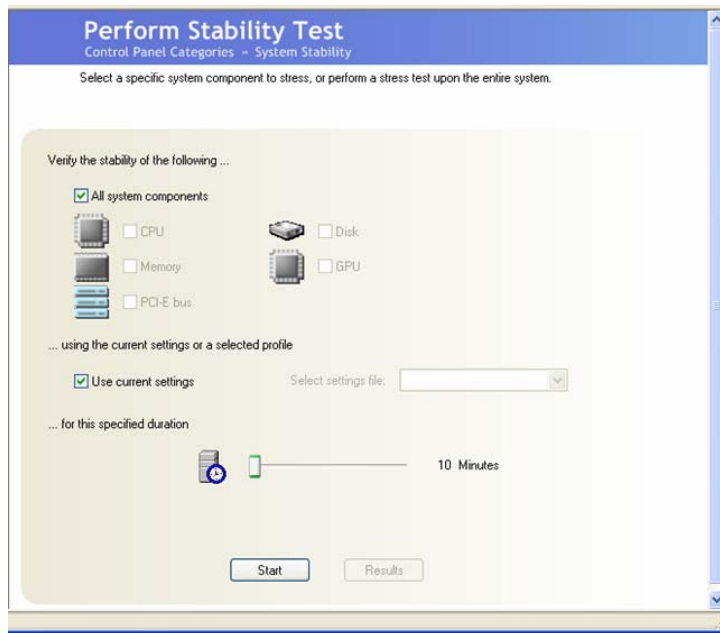 Perform Stability Test
Control Panel Categories » System Stability
Select a specific system component to stress, or perform a stress test upon the entire system.
Verify the stability of the following ...
All system components
CPU
Disk
Memory
GPU
PCI-E bus
... using the current settings or a selected profile
Use current settings
Select settings file:
... for this specified duration
10 Minutes
Start
Results